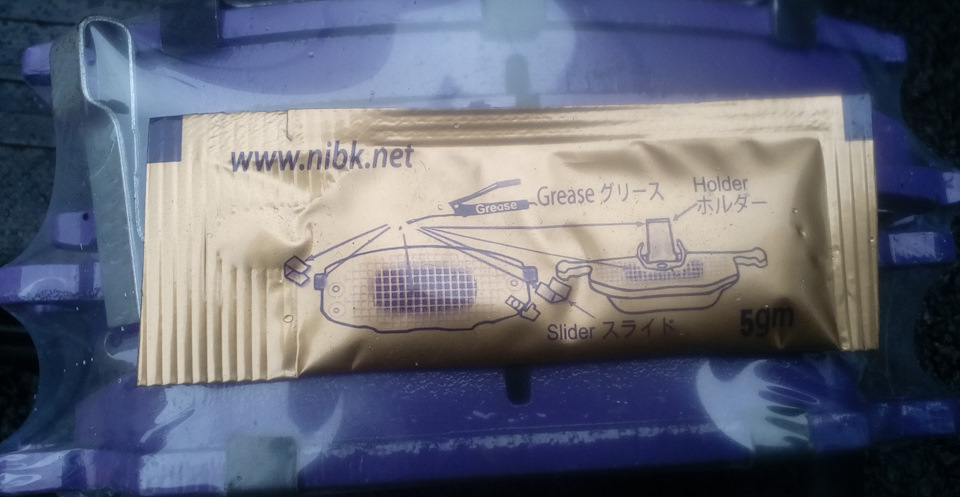 www.nibk.net
Grease
Grease グリース
Holder
ホルダー
Slider スライド
5gm